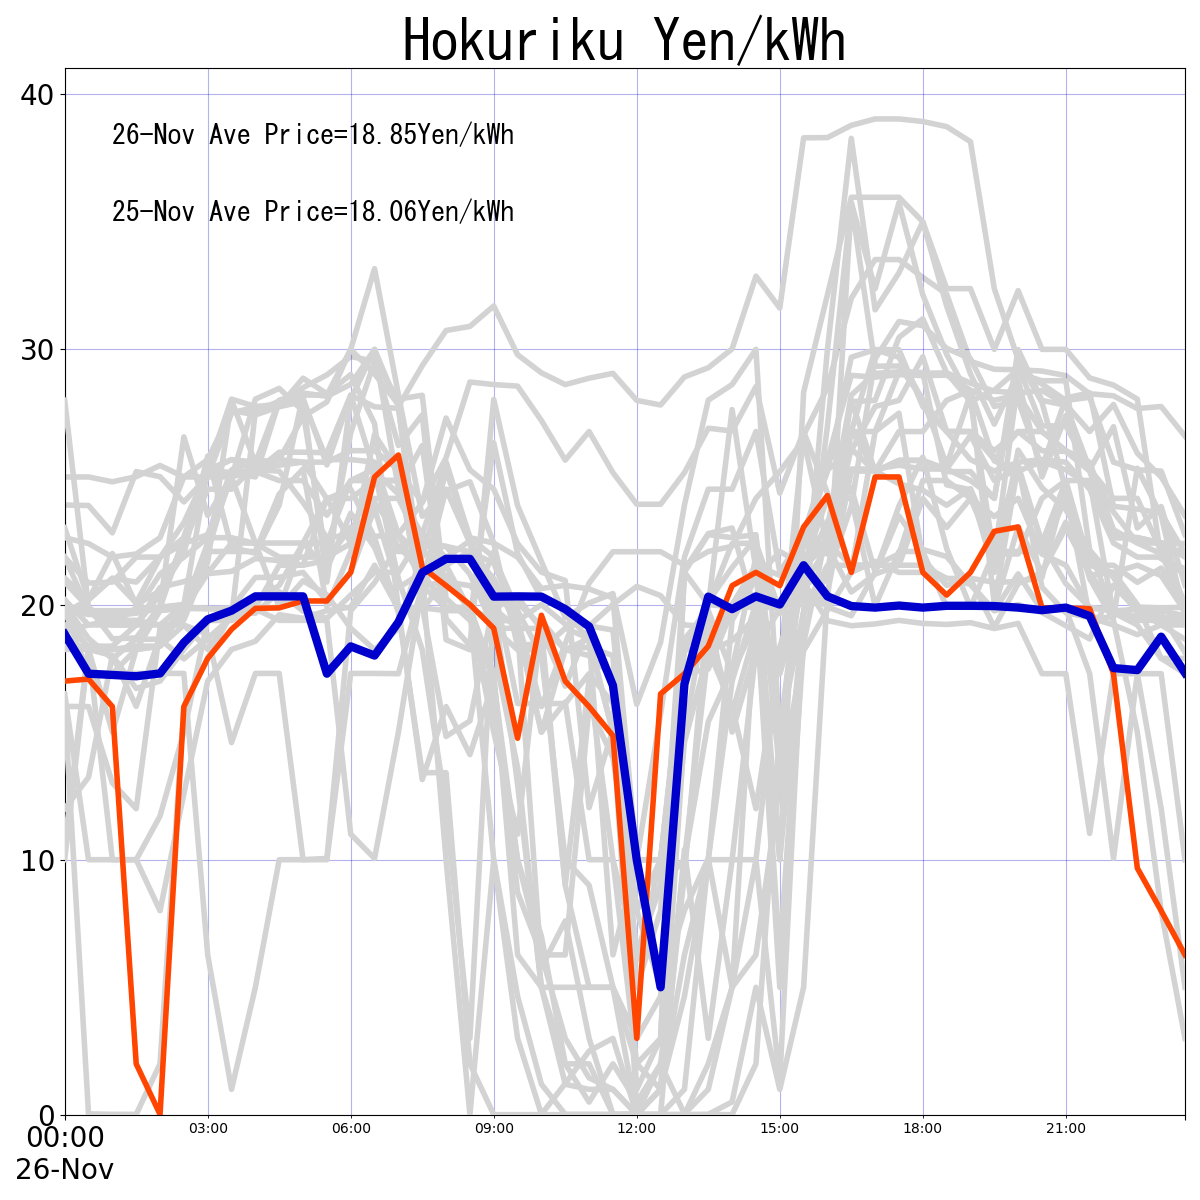 Hokuriku Yen/kWh
40
26-Nov Ave Price=18.85Yen/kWh
25-Nov Ave Price=18.06Yen/kWh
30
20
10
0
00:00 03:00 06:00 09:00 12:00 15:00 18:00 21:00
26-Nov